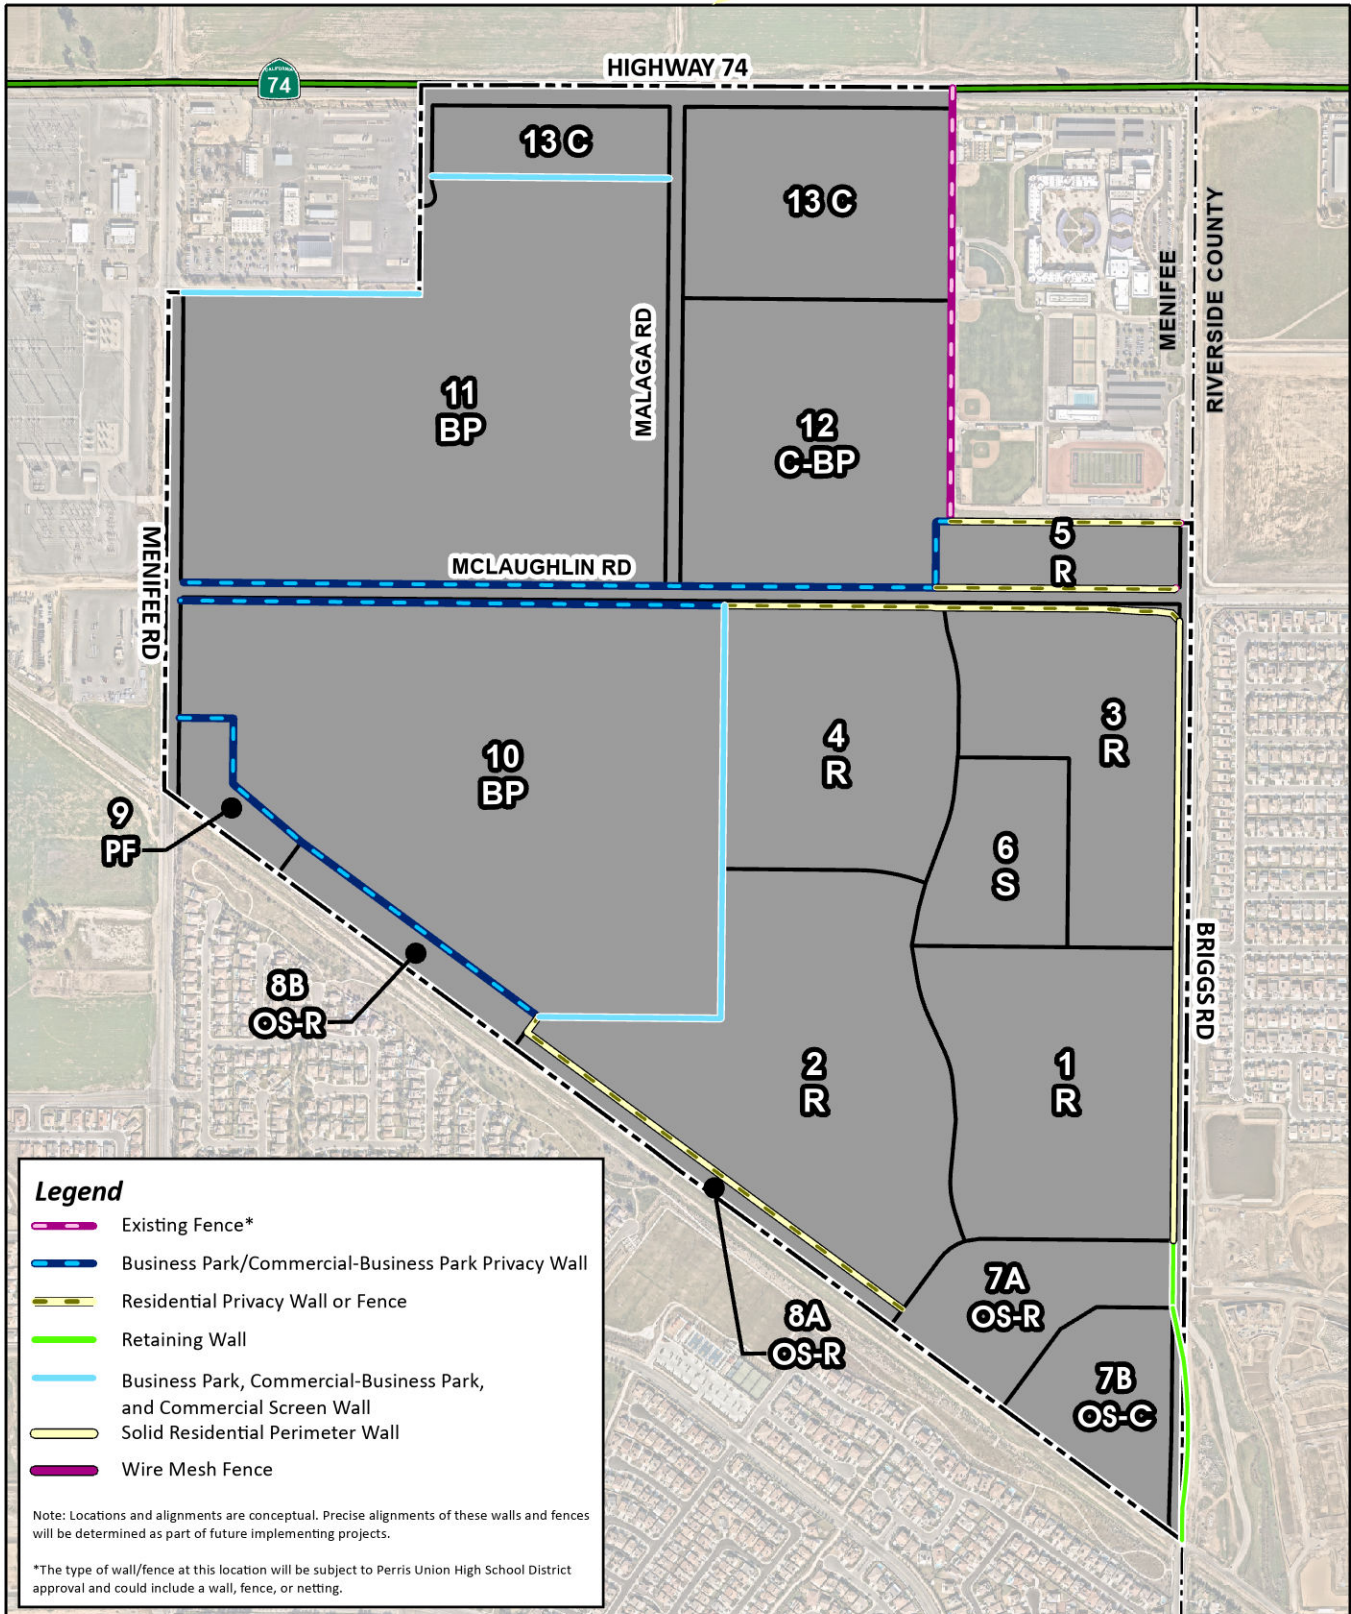 HIGHWAY 74
CALIFORNIA
74
13 C
13 C
MALAGA RD
MENIFEE
RIVERSIDE COUNTY
11
BP
12
C-BP
5
R
MCLAUGHLIN RD
MENIFEE RD
3
R
4
R
10
BP
9
PF
6
S
8B
OS-R
BRIGGS RD
2
R
1
R
7A
OS-R
8A
OS-R
7B
OS-C
Legend
Existing Fence*
Business Park/Commercial-Business Park Privacy Wall
Residential Privacy Wall or Fence
Retaining Wall
Business Park, Commercial-Business Park,
and Commercial Screen Wall
Solid Residential Perimeter Wall
Wire Mesh Fence
Note: Locations and alignments are conceptual. Precise alignments of these walls and fences
will be determined as part of future implementing projects.
*The type of wall/fence at this location will be subject to Perris Union High School District
approval and could include a wall, fence, or netting.